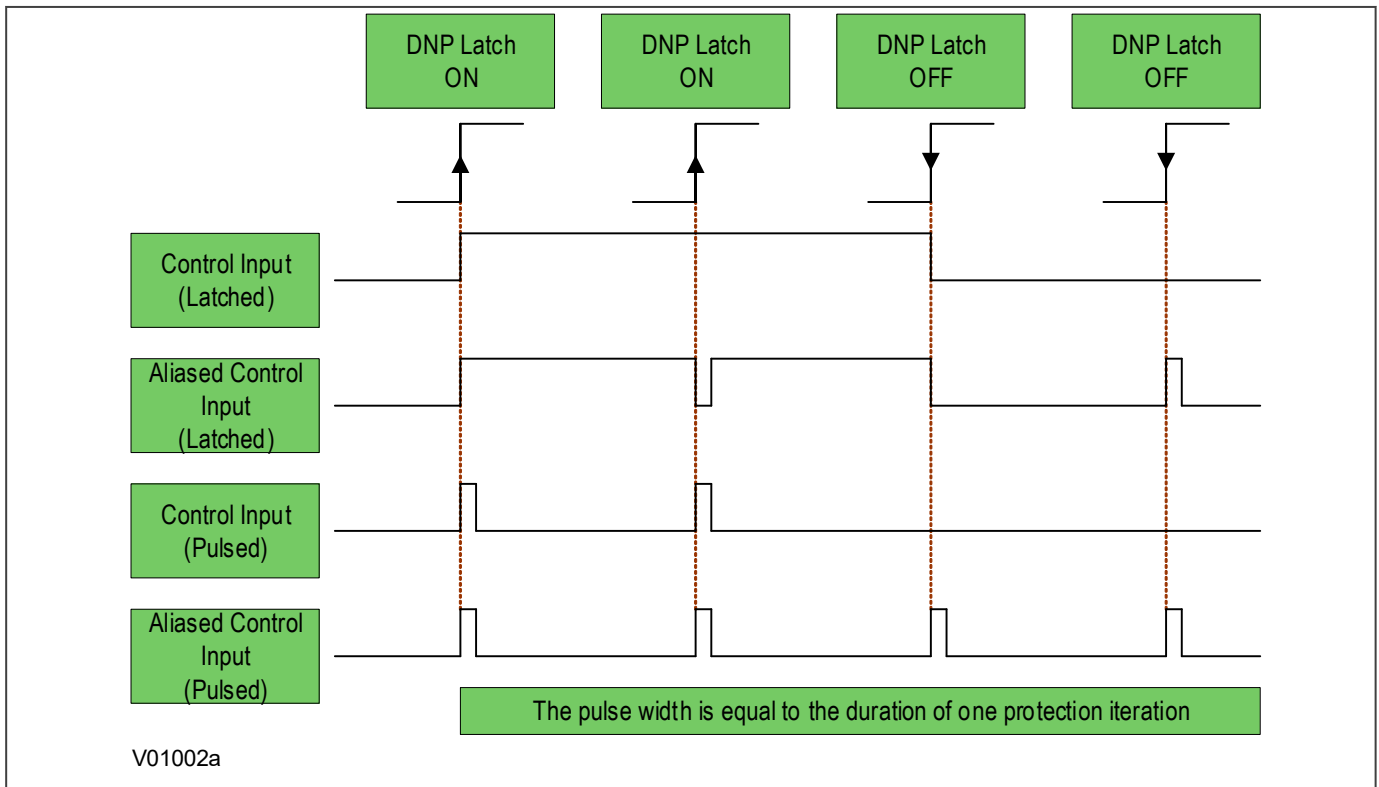 DNP Latch
ON
DNP Latch
ON
DNP Latch
OFF
DNP Latch
OFF
Control Input
(Latched)
Aliased Control
Input
(Latched)
Control Input
(Pulsed)
Aliased Control
Input
(Pulsed)
The pulse width is equal to the duration of one protection iteration
V01002a